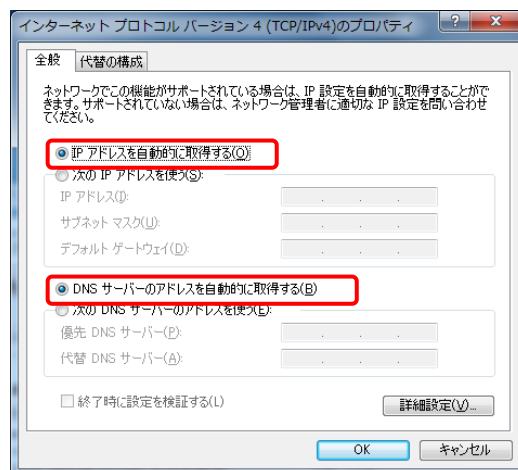 インターネット プロトコル バージョン 4 (TCP/IPv4)のプロパティ
全般
代替の構成
ネットワークでこの機能がサポートされている場合は、IP 設定を自動的に取得することがで
きます。サポートされていない場合は、ネットワーク管理者に適切な IP 設定を問い合わせ
てください。
IP アドレスを自動的に取得する(O)
次の IP アドレスを使う(S):
IP アドレス(I):
サブネット マスク(U):
デフォルト ゲートウェイ(D):
DNS サーバーのアドレスを自動的に取得する(B)
次の DNS サーバーのアドレスを使う(E):
優先 DNS サーバー(P):
代替 DNS サーバー(A):
終了時に設定を検証する(L)
詳細設定(V)...
OK
キャンセル